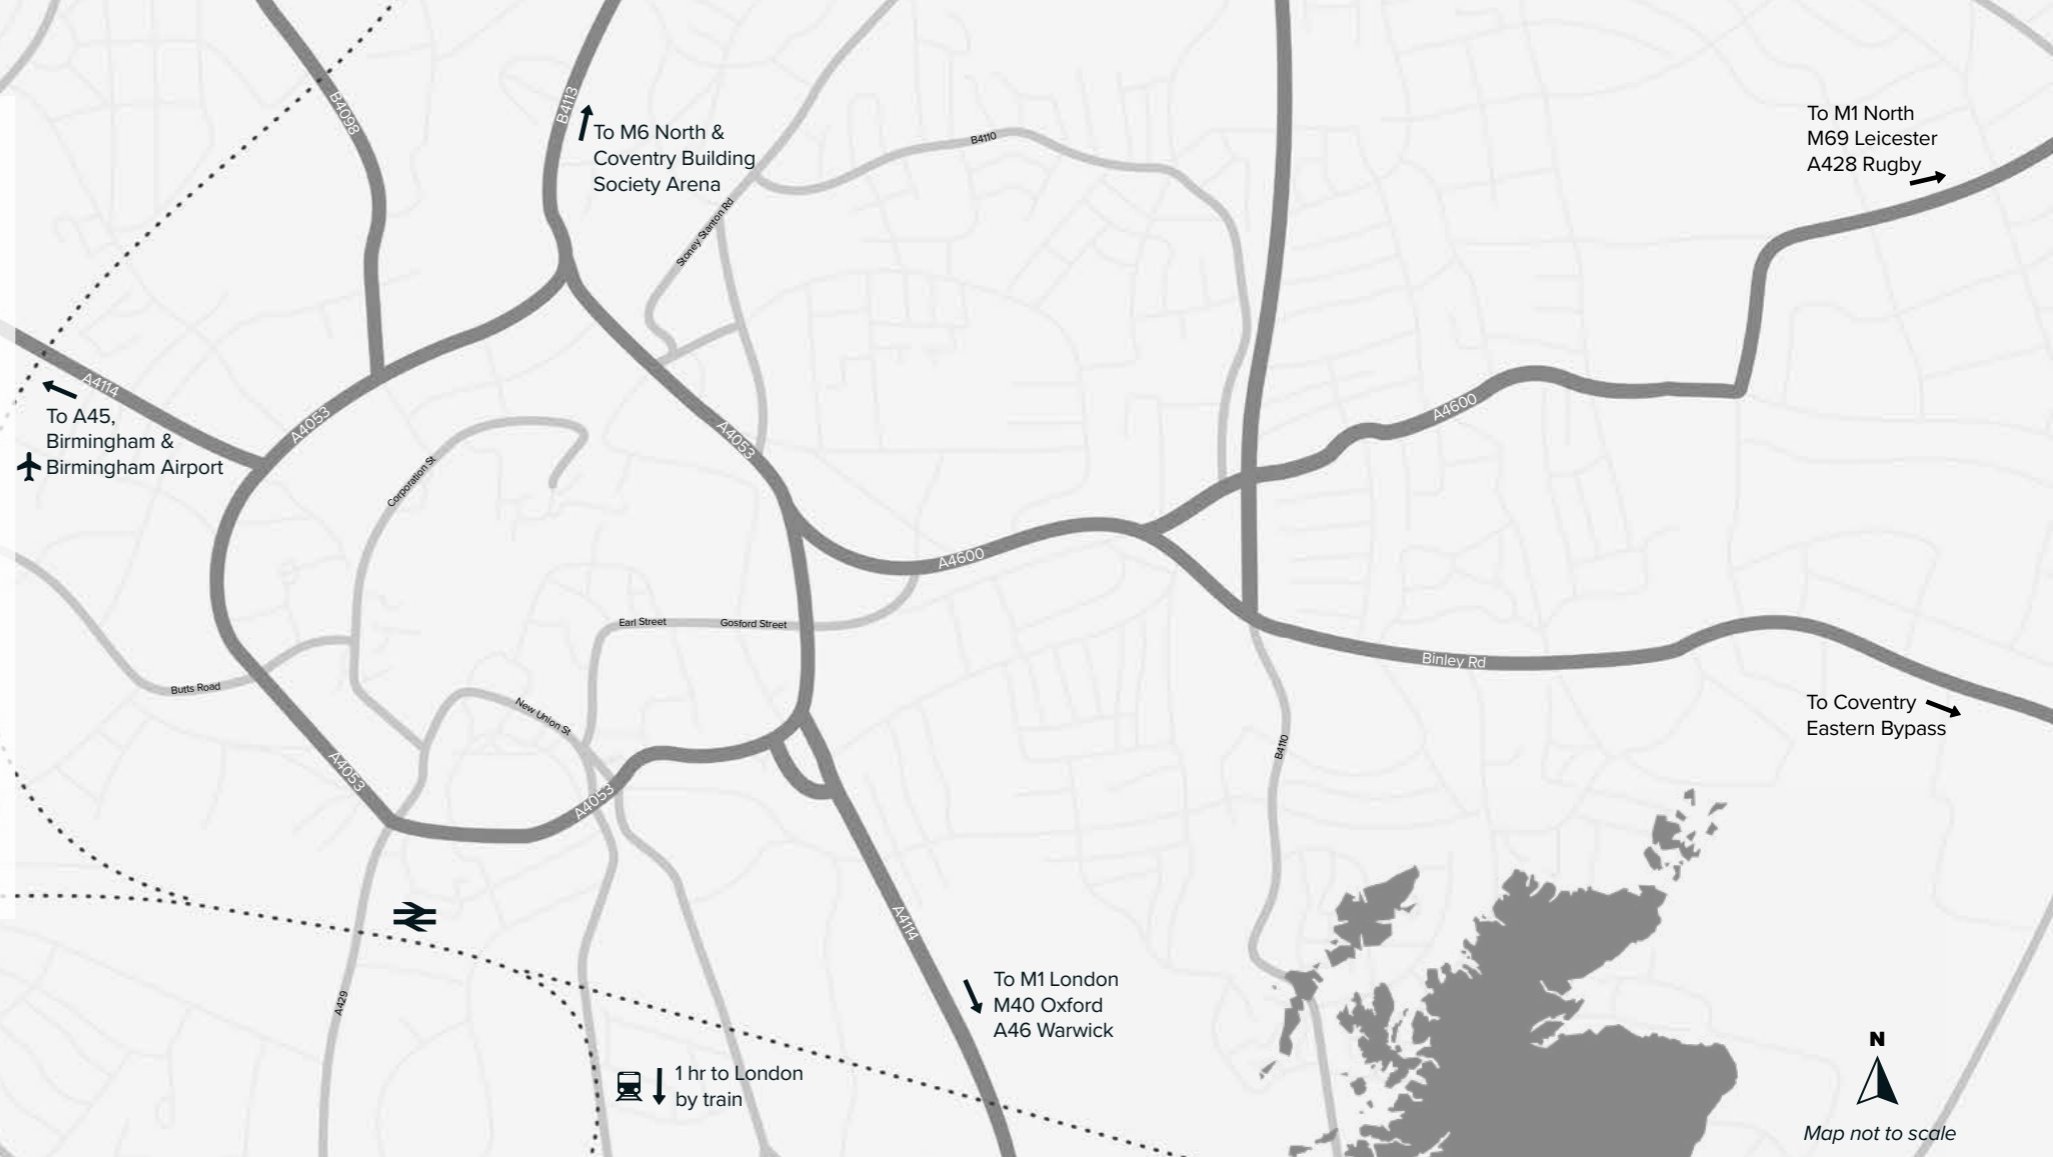 B4098
B4113
To M6 North &
Coventry Building
Society Arena
B4110
To M1 North
M69 Leicester
A428 Rugby
Stoney Stanton Rd
A4114
To A45,
Birmingham &
Birmingham Airport
A4053
A4053
A4600
Corporation St
A4600
Earl Street
Gosford Street
Binley Rd
Butts Road
New Union St
To Coventry
Eastern Bypass
B4110
A4053
A4053
A4114
A429
To M1 London
M40 Oxford
A46 Warwick
1 hr to London
by train
N
Map not to scale